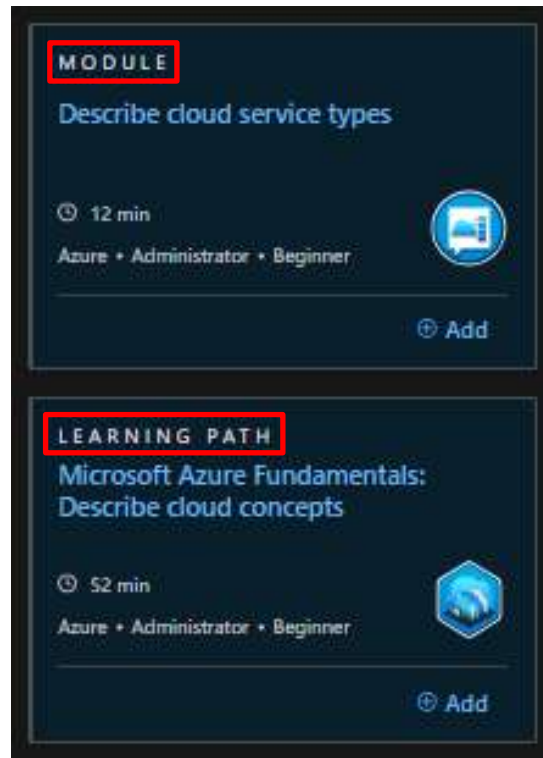 MODULE
Describe cloud service types
12 min
Azure • Administrator • Beginner
Add
LEARNING PATH
Microsoft Azure Fundamentals:
Describe cloud concepts
52 min
Azure • Administrator • Beginner
Add